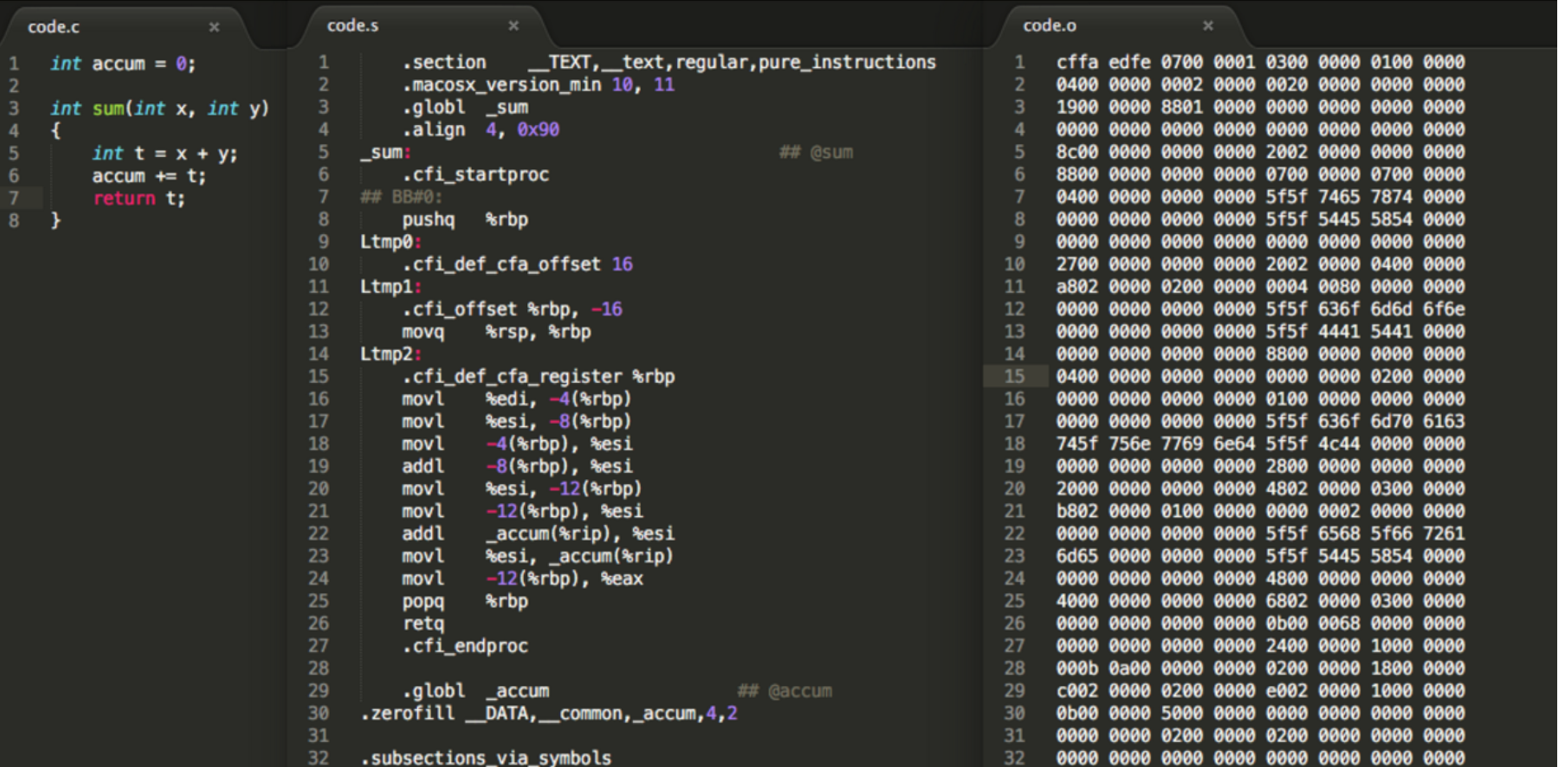 code.c ×
1 int accum = 0;
2
3 int sum(int x, int y)
4 {
5 int t = x + y;
6 accum += t;
7 return t;
8 }
code.s ×
1 .section __TEXT,__text,regular,pure_instructions
2 .macosx_version_min 10, 11
3 .globl _sum
4 .align 4, 0x90
5 _sum: ## @sum
6 .cfi_startproc
7 ## BB#0:
8 pushq %rbp
9 Ltmp0:
10 .cfi_def_cfa_offset 16
11 Ltmp1:
12 .cfi_offset %rbp, -16
13 movq %rsp, %rbp
14 Ltmp2:
15 .cfi_def_cfa_register %rbp
16 movl %edi, -4(%rbp)
17 movl %esi, -8(%rbp)
18 movl -4(%rbp), %esi
19 addl -8(%rbp), %esi
20 movl %esi, -12(%rbp)
21 movl -12(%rbp), %esi
22 addl _accum(%rip), %esi
23 movl %esi, _accum(%rip)
24 movl -12(%rbp), %eax
25 popq %rbp
26 retq
27 .cfi_endproc
28
29 .globl _accum ## @accum
30 .zerofill __DATA,__common,_accum,4,2
31
32 .subsections_via_symbols
code.o ×
1 cffa edfe 0700 0001 0300 0000 0100 0000
2 0400 0000 0002 0000 0020 0000 0000 0000
3 1900 0000 8801 0000 0000 0000 0000 0000
4 0000 0000 0000 0000 0000 0000 0000 0000
5 8c00 0000 0000 0000 2002 0000 0000 0000
6 8800 0000 0000 0000 0700 0000 0700 0000
7 0400 0000 0000 0000 5f5f 7465 7874 0000
8 0000 0000 0000 0000 5f5f 5445 5854 0000
9 0000 0000 0000 0000 0000 0000 0000 0000
10 2700 0000 0000 0000 2002 0000 0400 0000
11 a802 0000 0200 0000 0004 0080 0000 0000
12 0000 0000 0000 0000 5f5f 636f 6d6d 6f6e
13 0000 0000 0000 0000 5f5f 4441 5441 0000
14 0000 0000 0000 0000 8800 0000 0000 0000
15 0400 0000 0000 0000 0000 0000 0200 0000
16 0000 0000 0000 0000 0100 0000 0000 0000
17 0000 0000 0000 0000 5f5f 636f 6d70 6163
18 745f 756e 7769 6e64 5f5f 4c44 0000 0000
19 0000 0000 0000 0000 2800 0000 0000 0000
20 2000 0000 0000 0000 4802 0000 0300 0000
21 b802 0000 0100 0000 0000 0002 0000 0000
22 0000 0000 0000 0000 5f5f 6568 5f66 7261
23 6d65 0000 0000 0000 5f5f 5445 5854 0000
24 0000 0000 0000 0000 4800 0000 0000 0000
25 4000 0000 0000 0000 6802 0000 0300 0000
26 0000 0000 0000 0000 0b00 0068 0000 0000
27 0000 0000 0000 0000 2400 0000 1000 0000
28 000b 0a00 0000 0000 0200 0000 1800 0000
29 c002 0000 0200 0000 e002 0000 1000 0000
30 0b00 0000 5000 0000 0000 0000 0000 0000
31 0000 0000 0200 0000 0200 0000 0000 0000
32 0000 0000 0000 0000 0000 0000 0000 0000